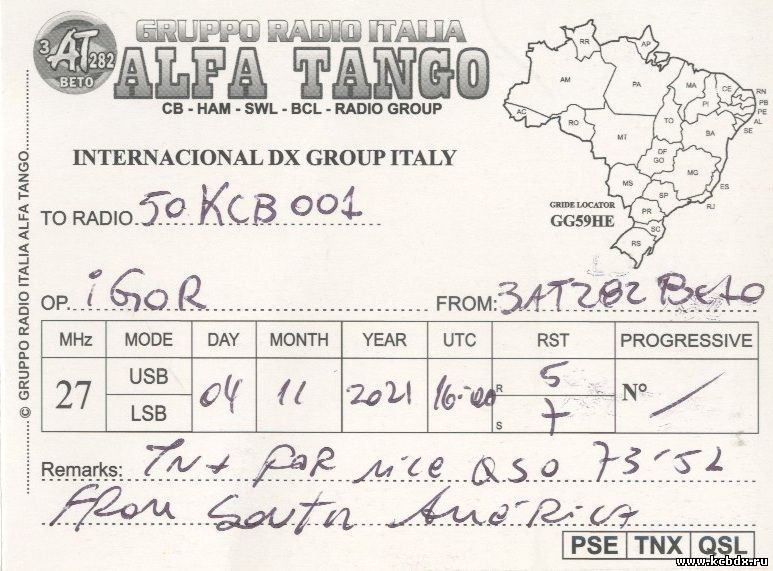 3 AT 282
BETO
GRUPPO RADIO ITALIA
ALFA TANGO
CB - HAM - SWL - BCL - RADIO GROUP
INTERNACIONAL DX GROUP ITALY
© GRUPPO RADIO ITALIA ALFA TANGO
RR
AP
AM
PA
MA
CE
RN
PB
PE
AL
SE
PI
AC
RO
TO
BA
MT
DF
GO
MG
ES
MS
SP
RJ
PR
SC
RS
GRIDE LOCATOR
GG59HE
TO RADIO 50 KCB 001
OP. iGOR FROM: 3AT282 Beto
MHz MODE DAY MONTH YEAR UTC RST PROGRESSIVE
27 USB LSB 04 11 2021 16:00 R 5 S 7 Nº /
Remarks: TNX FOR nice QSO 73'51
FROM South América
PSE TNX QSL
www.kcbdx.ru